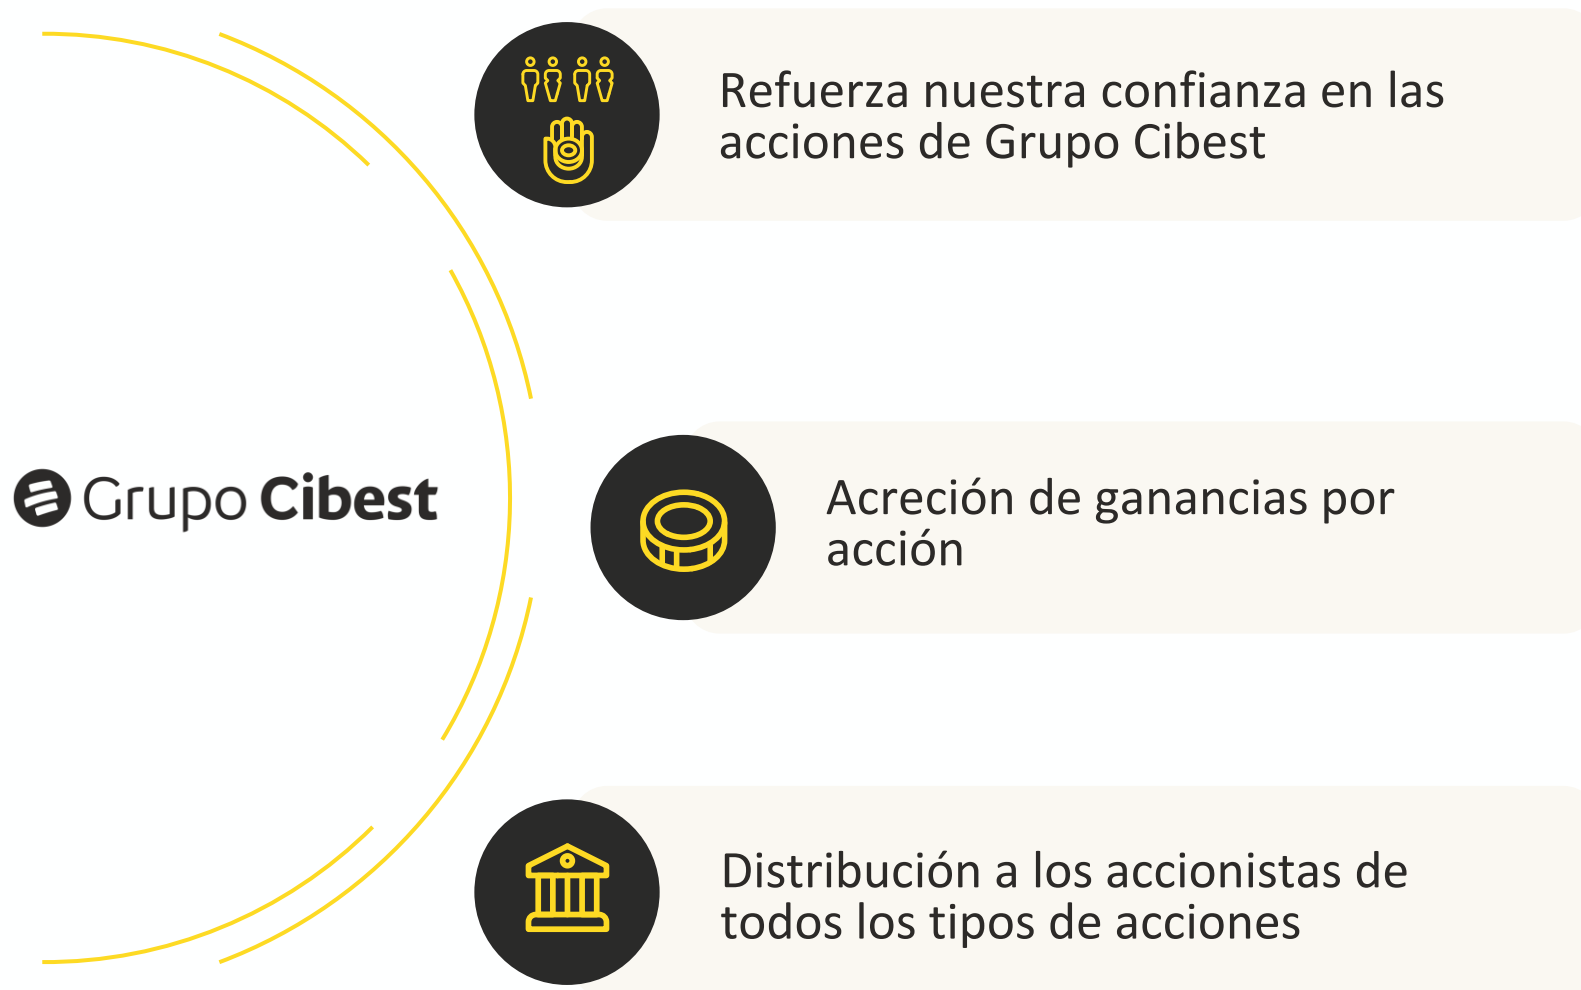 Refuerza nuestra confianza en las
acciones de Grupo Cibest
Grupo Cibest
Acreción de ganancias por
acción
Distribución a los accionistas de
todos los tipos de acciones